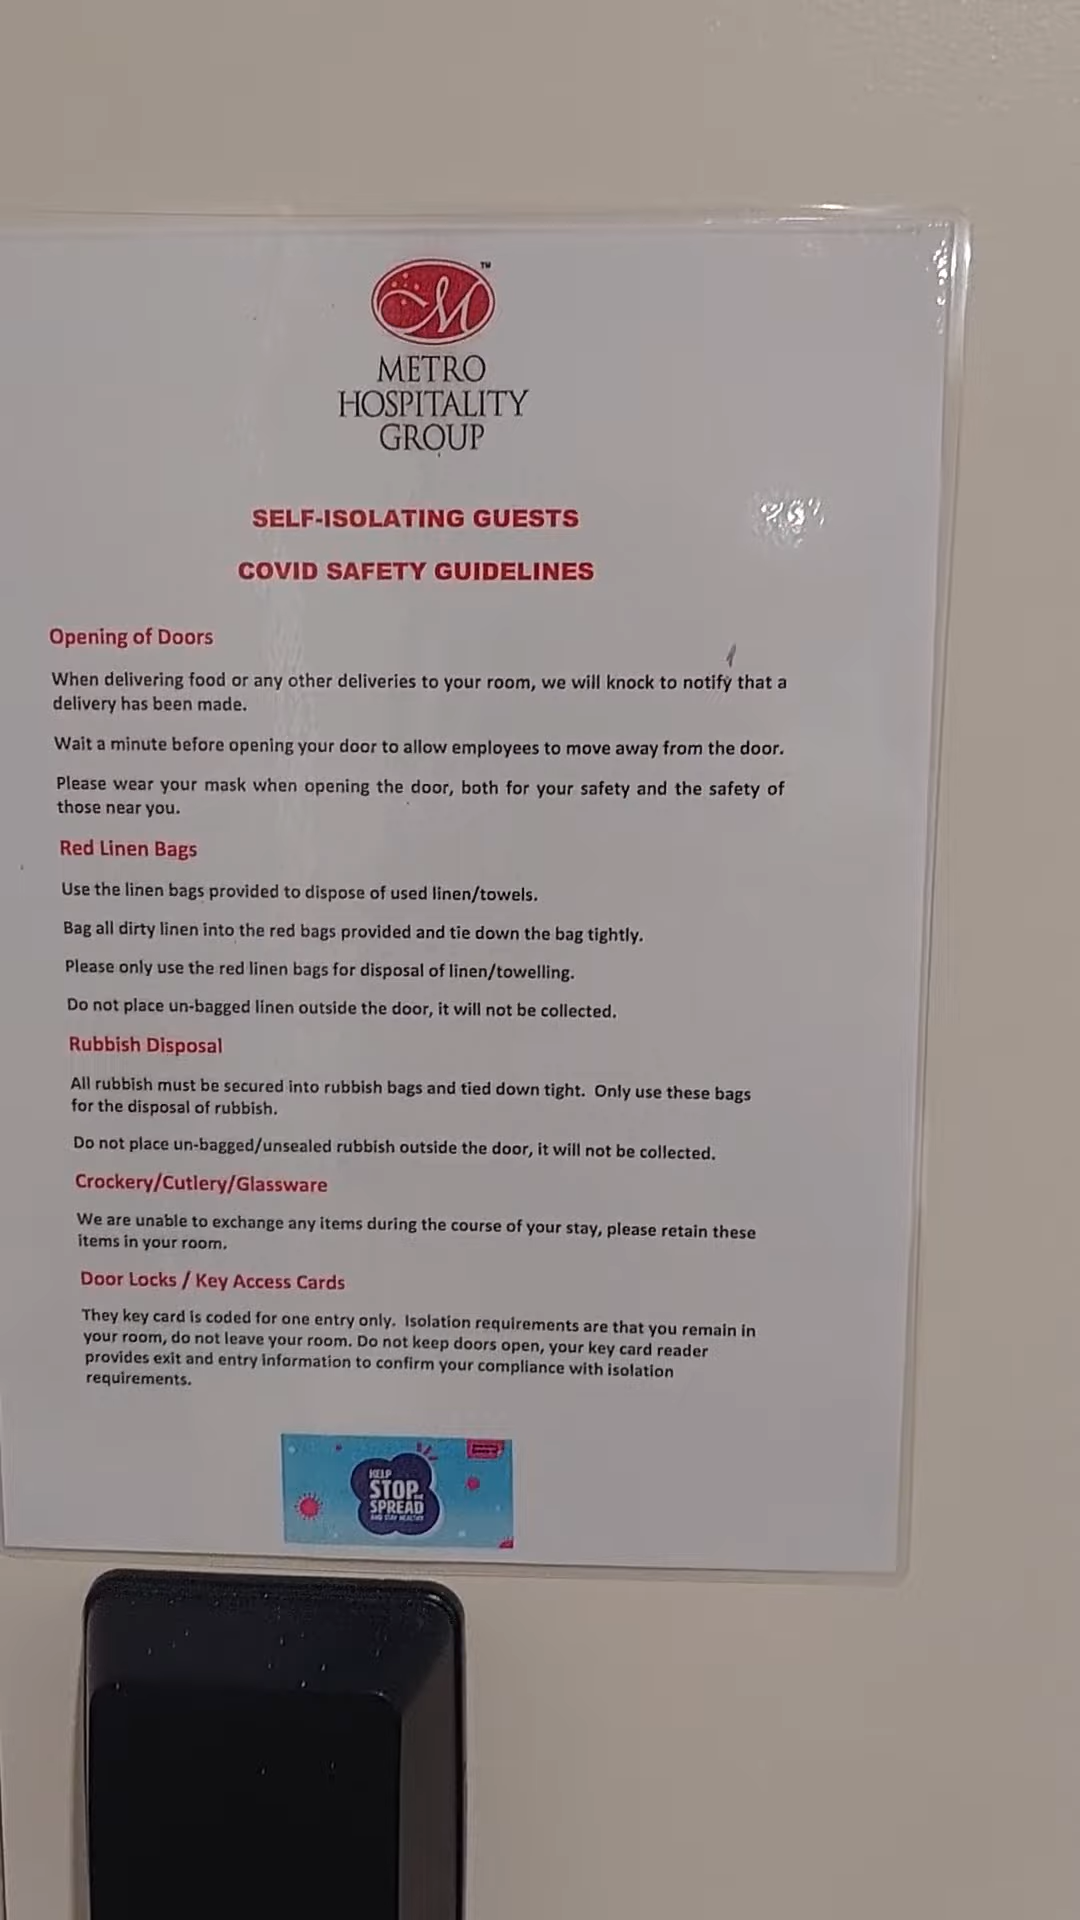 TM
M
METRO
HOSPITALITY
GROUP
SELF-ISOLATING GUESTS
COVID SAFETY GUIDELINES
Opening of Doors
When delivering food or any other deliveries to your room, we will knock to notify that a
delivery has been made.
Wait a minute before opening your door to allow employees to move away from the door.
Please wear your mask when opening the door, both for your safety and the safety of
those near you.
Red Linen Bags
Use the linen bags provided to dispose of used linen/towels.
Bag all dirty linen into the red bags provided and tie down the bag tightly.
Please only use the red linen bags for disposal of linen/towelling.
Do not place un-bagged linen outside the door, it will not be collected.
Rubbish Disposal
All rubbish must be secured into rubbish bags and tied down tight. Only use these bags
for the disposal of rubbish.
Do not place un-bagged/unsealed rubbish outside the door, it will not be collected.
Crockery/Cutlery/Glassware
We are unable to exchange any items during the course of your stay, please retain these
items in your room.
Door Locks / Key Access Cards
They key card is coded for one entry only. Isolation requirements are that you remain in
your room, do not leave your room. Do not keep doors open, your key card reader
provides exit and entry information to confirm your compliance with isolation
requirements.
HELP
STOP THE
SPREAD
AND STAY HEALTHY